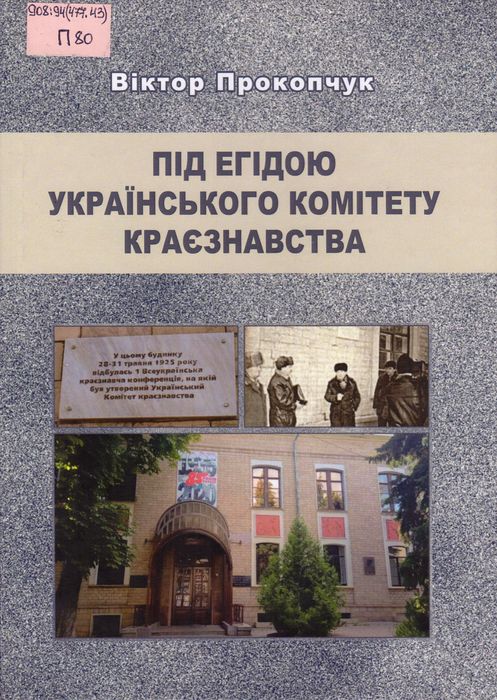 908:94(477.43)
П 80
Віктор Прокопчук
ПІД ЕГІДОЮ
УКРАЇНСЬКОГО КОМІТЕТУ
КРАЄЗНАВСТВА
У цьому будинку
28-31 травня 1925 року
відбулась 1 Всеукраїнська
краєзнавча конференція, на якій
був утворений Український
Комітет краєзнавства